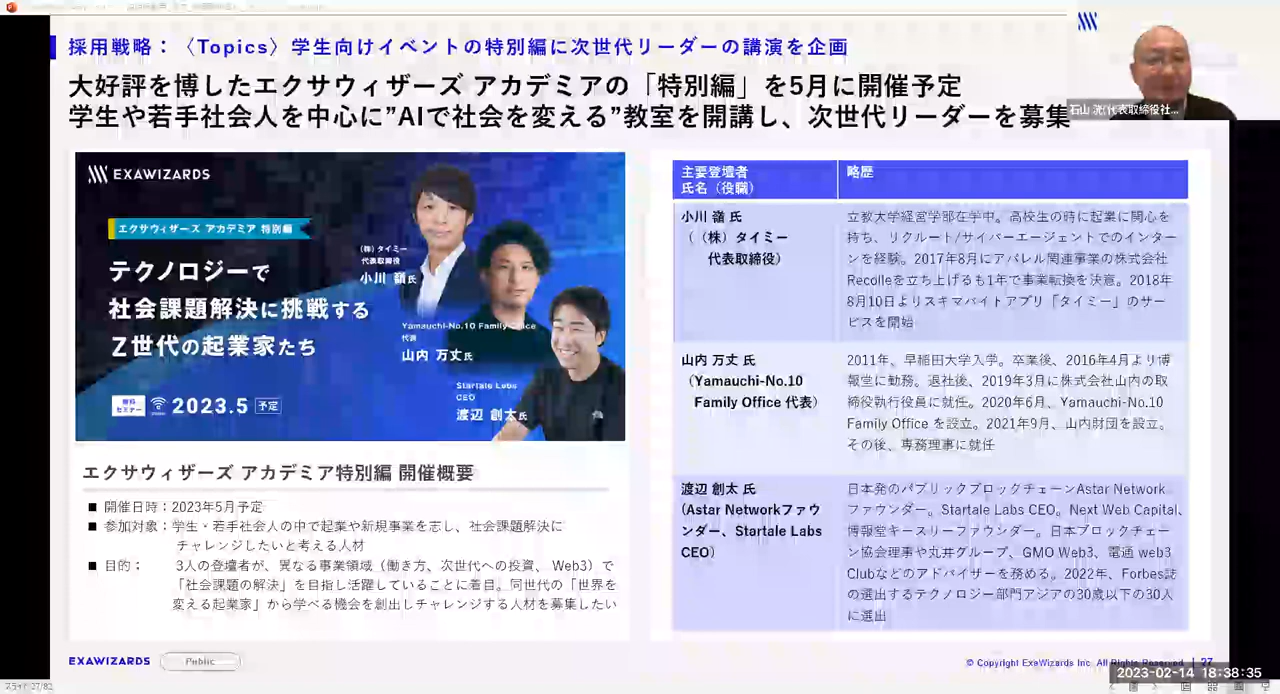 採用戦略：〈Topics〉学生向けイベントの特別編に次世代リーダーの講演を企画
大好評を博したエクサウィザーズ アカデミアの「特別編」を5月に開催予定
学生や若手社会人を中心に”AIで社会を変える”教室を開講し、次世代リーダーを募集
石山 洸(代表取締役社...
EXAWIZARDS
エクサウィザーズ アカデミア 特別編
テクノロジーで
社会課題解決に挑戦する
Z世代の起業家たち
無料
セミナー
2023.5 予定
(株)タイミー
代表取締役
小川 嶺氏
Yamauchi-No.10 Family Office
代表
山内 万丈氏
Startale Labs
CEO
渡辺 創太氏
エクサウィザーズ アカデミア特別編 開催概要
■ 開催日時：2023年5月予定
■ 参加対象：学生・若手社会人の中で起業や新規事業を志し、社会課題解決に
チャレンジしたいと考える人材
■ 目的： 3人の登壇者が、異なる事業領域（働き方、次世代への投資、Web3）で
「社会課題の解決」を目指し活躍していることに着目。同世代の「世界を
変える起業家」から学べる機会を創出しチャレンジする人材を募集したい
主要登壇者
氏名（役職）
略歴
小川 嶺 氏
（（株）タイミー
代表取締役）
立教大学経営学部在学中。高校生の時に起業に関心を
持ち、リクルート/サイバーエージェントでのインター
ンを経験。2017年8月にアパレル関連事業の株式会社
Recolleを立ち上げるも1年で事業転換を決意。2018年
8月10日よりスキマバイトアプリ「タイミー」のサー
ビスを開始
山内 万丈 氏
（Yamauchi-No.10
Family Office 代表）
2011年、早稲田大学入学。卒業後、2016年4月より博
報堂に勤務。退社後、2019年3月に株式会社山内の取
締役執行役員に就任。2020年6月、Yamauchi-No.10
Family Office を設立。2021年9月、山内財団を設立。
その後、専務理事に就任
渡辺 創太 氏
(Astar Networkファウ
ンダー、Startale Labs
CEO）
日本発のパブリックブロックチェーンAstar Network
ファウンダー。Startale Labs CEO。Next Web Capital、
博報堂キースリーファウンダー。日本ブロックチェー
ン協会理事や丸井グループ、GMO Web3、電通 web3
Clubなどのアドバイザーを務める。2022年、Forbes誌
の選出するテクノロジー部門アジアの30歳以下の30人
に選出
EXAWIZARDS
Public
© Copyright ExaWizards Inc. All Rights Reserved. | 27
2023-02-14 18:38:35
スライド 27/82